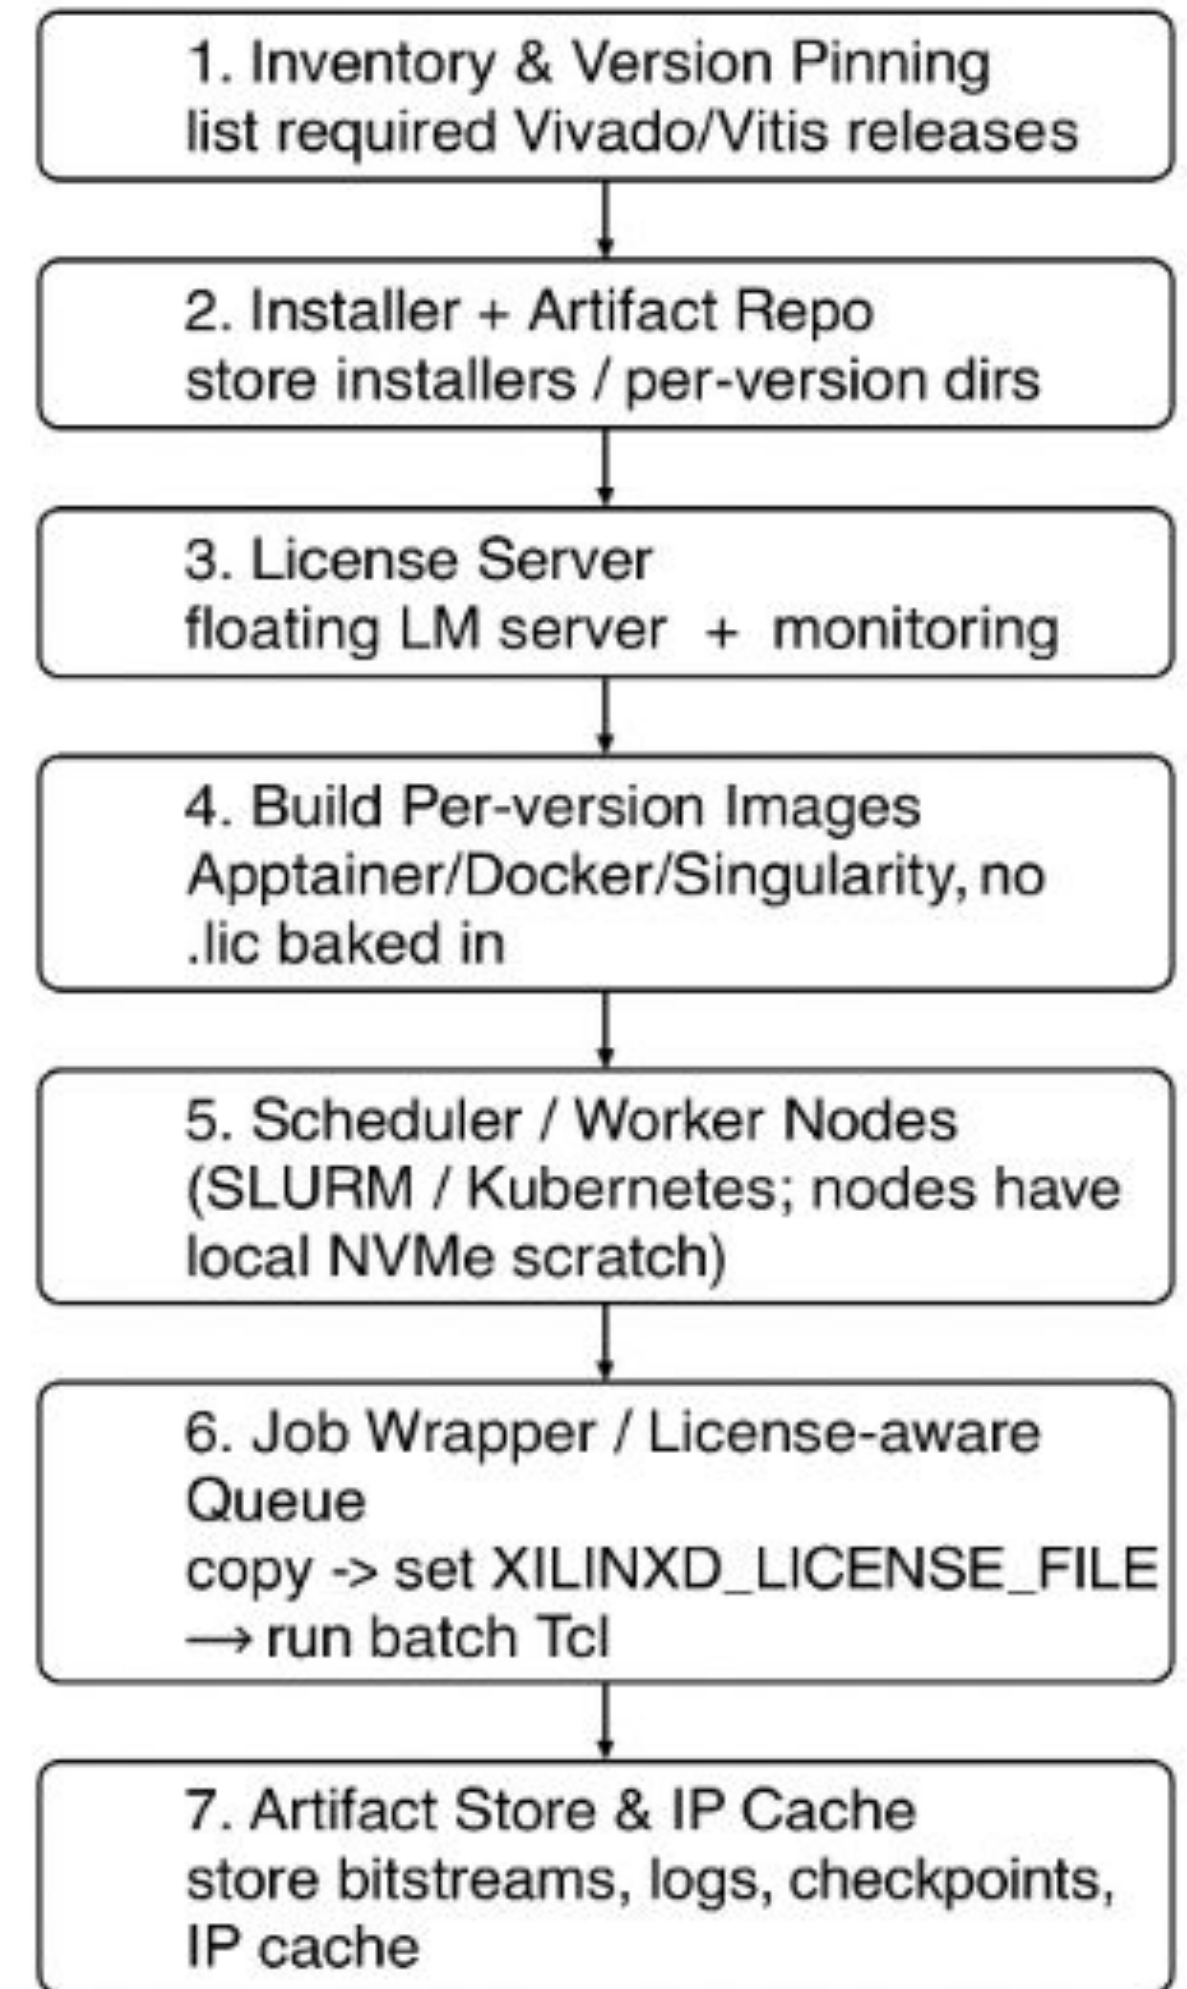 1. Inventory & Version Pinning
list required Vivado/Vitis releases
2. Installer + Artifact Repo
store installers / per-version dirs
3. License Server
floating LM server + monitoring
4. Build Per-version Images
Apptainer/Docker/Singularity, no
.lic baked in
5. Scheduler / Worker Nodes
(SLURM / Kubernetes; nodes have
local NVMe scratch)
6. Job Wrapper / License-aware
Queue
copy -> set XILINXD_LICENSE_FILE
→ run batch Tcl
7. Artifact Store & IP Cache
store bitstreams, logs, checkpoints,
IP cache